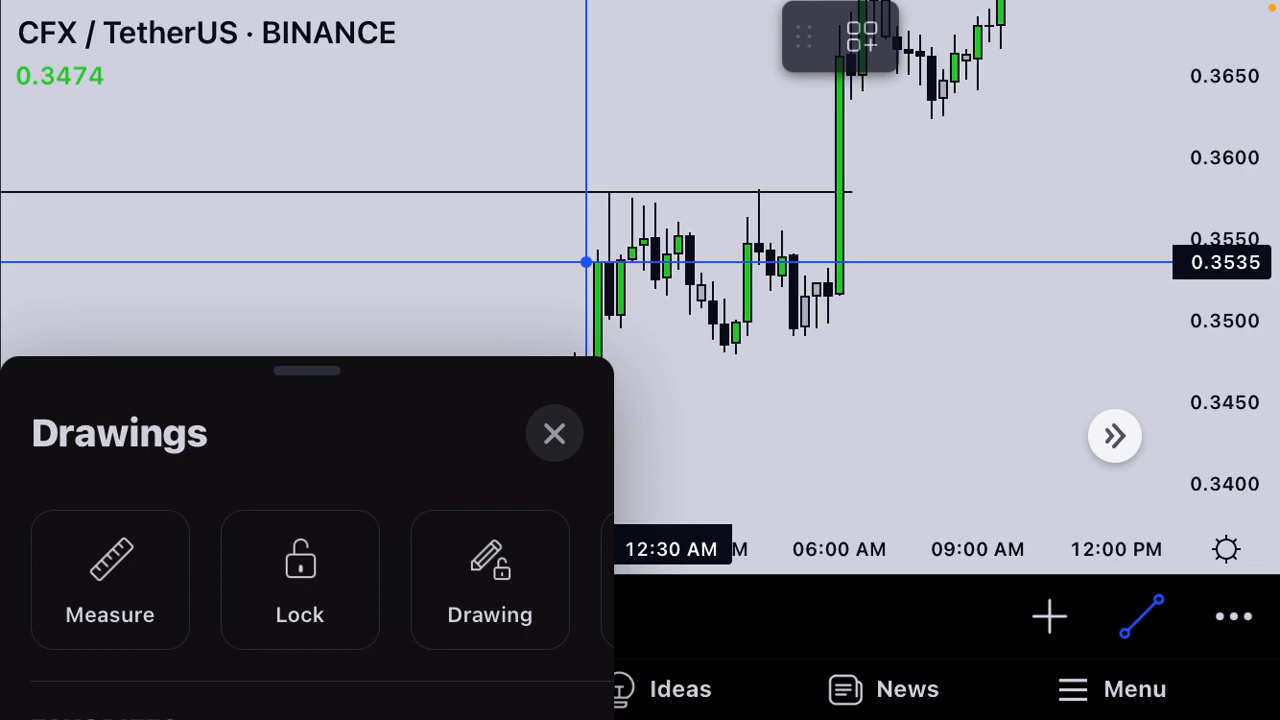 CFX / TetherUS · BINANCE
0.3474
0.3650
0.3600
0.3550
0.3535
0.3500
0.3450
0.3400
Drawings
Measure
Lock
Drawing
12:30 AM
M
06:00 AM
09:00 AM
12:00 PM
Ideas
News
Menu